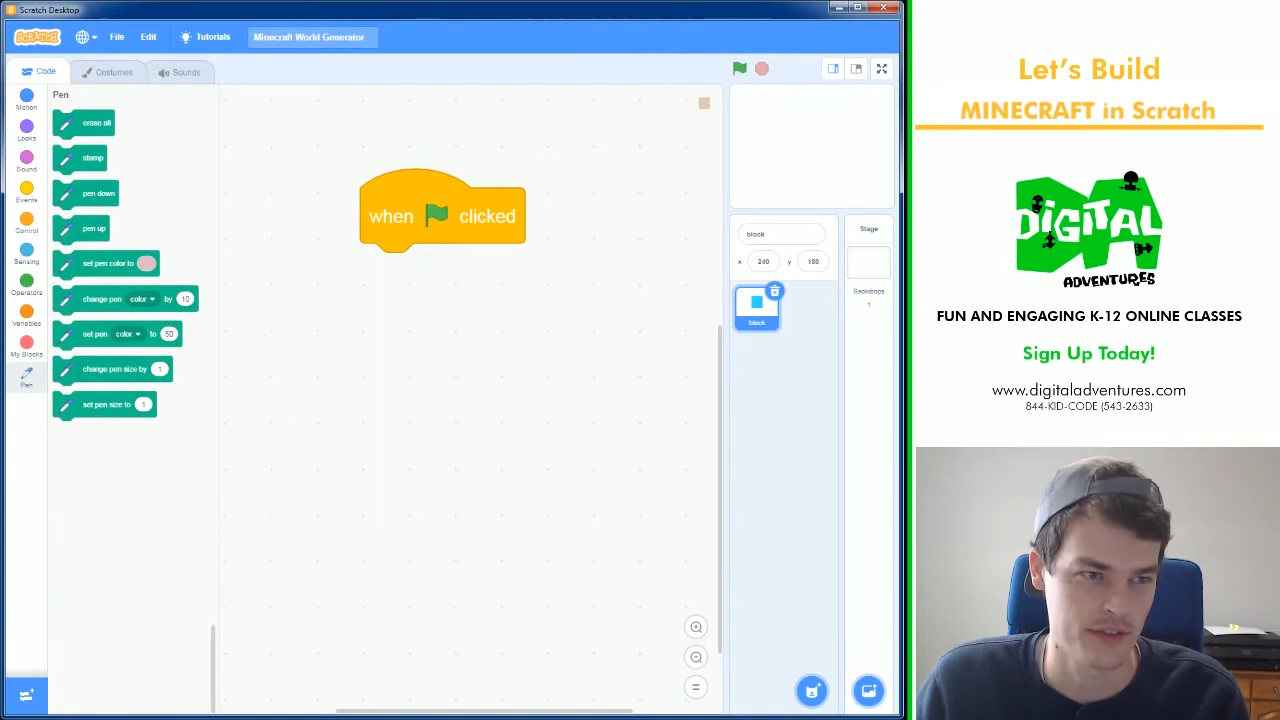 Scratch Desktop
SCRATCH
File
Edit
Tutorials
Minecraft World Generator
Code
Costumes
Sounds
Motion
Looks
Sound
Events
Control
Sensing
Operators
Variables
My Blocks
Pen
Pen
erase all
stamp
pen down
pen up
set pen color to
change pen color by 10
set pen color to 50
change pen size by 1
set pen size to 1
when clicked
block
x 240 y 180
block
Stage
Backdrops
1
Let's Build
MINECRAFT in Scratch
DiGiTAL
ADVENTURES
FUN AND ENGAGING K-12 ONLINE CLASSES
Sign Up Today!
www.digitaladventures.com
844-KID-CODE (543-2633)